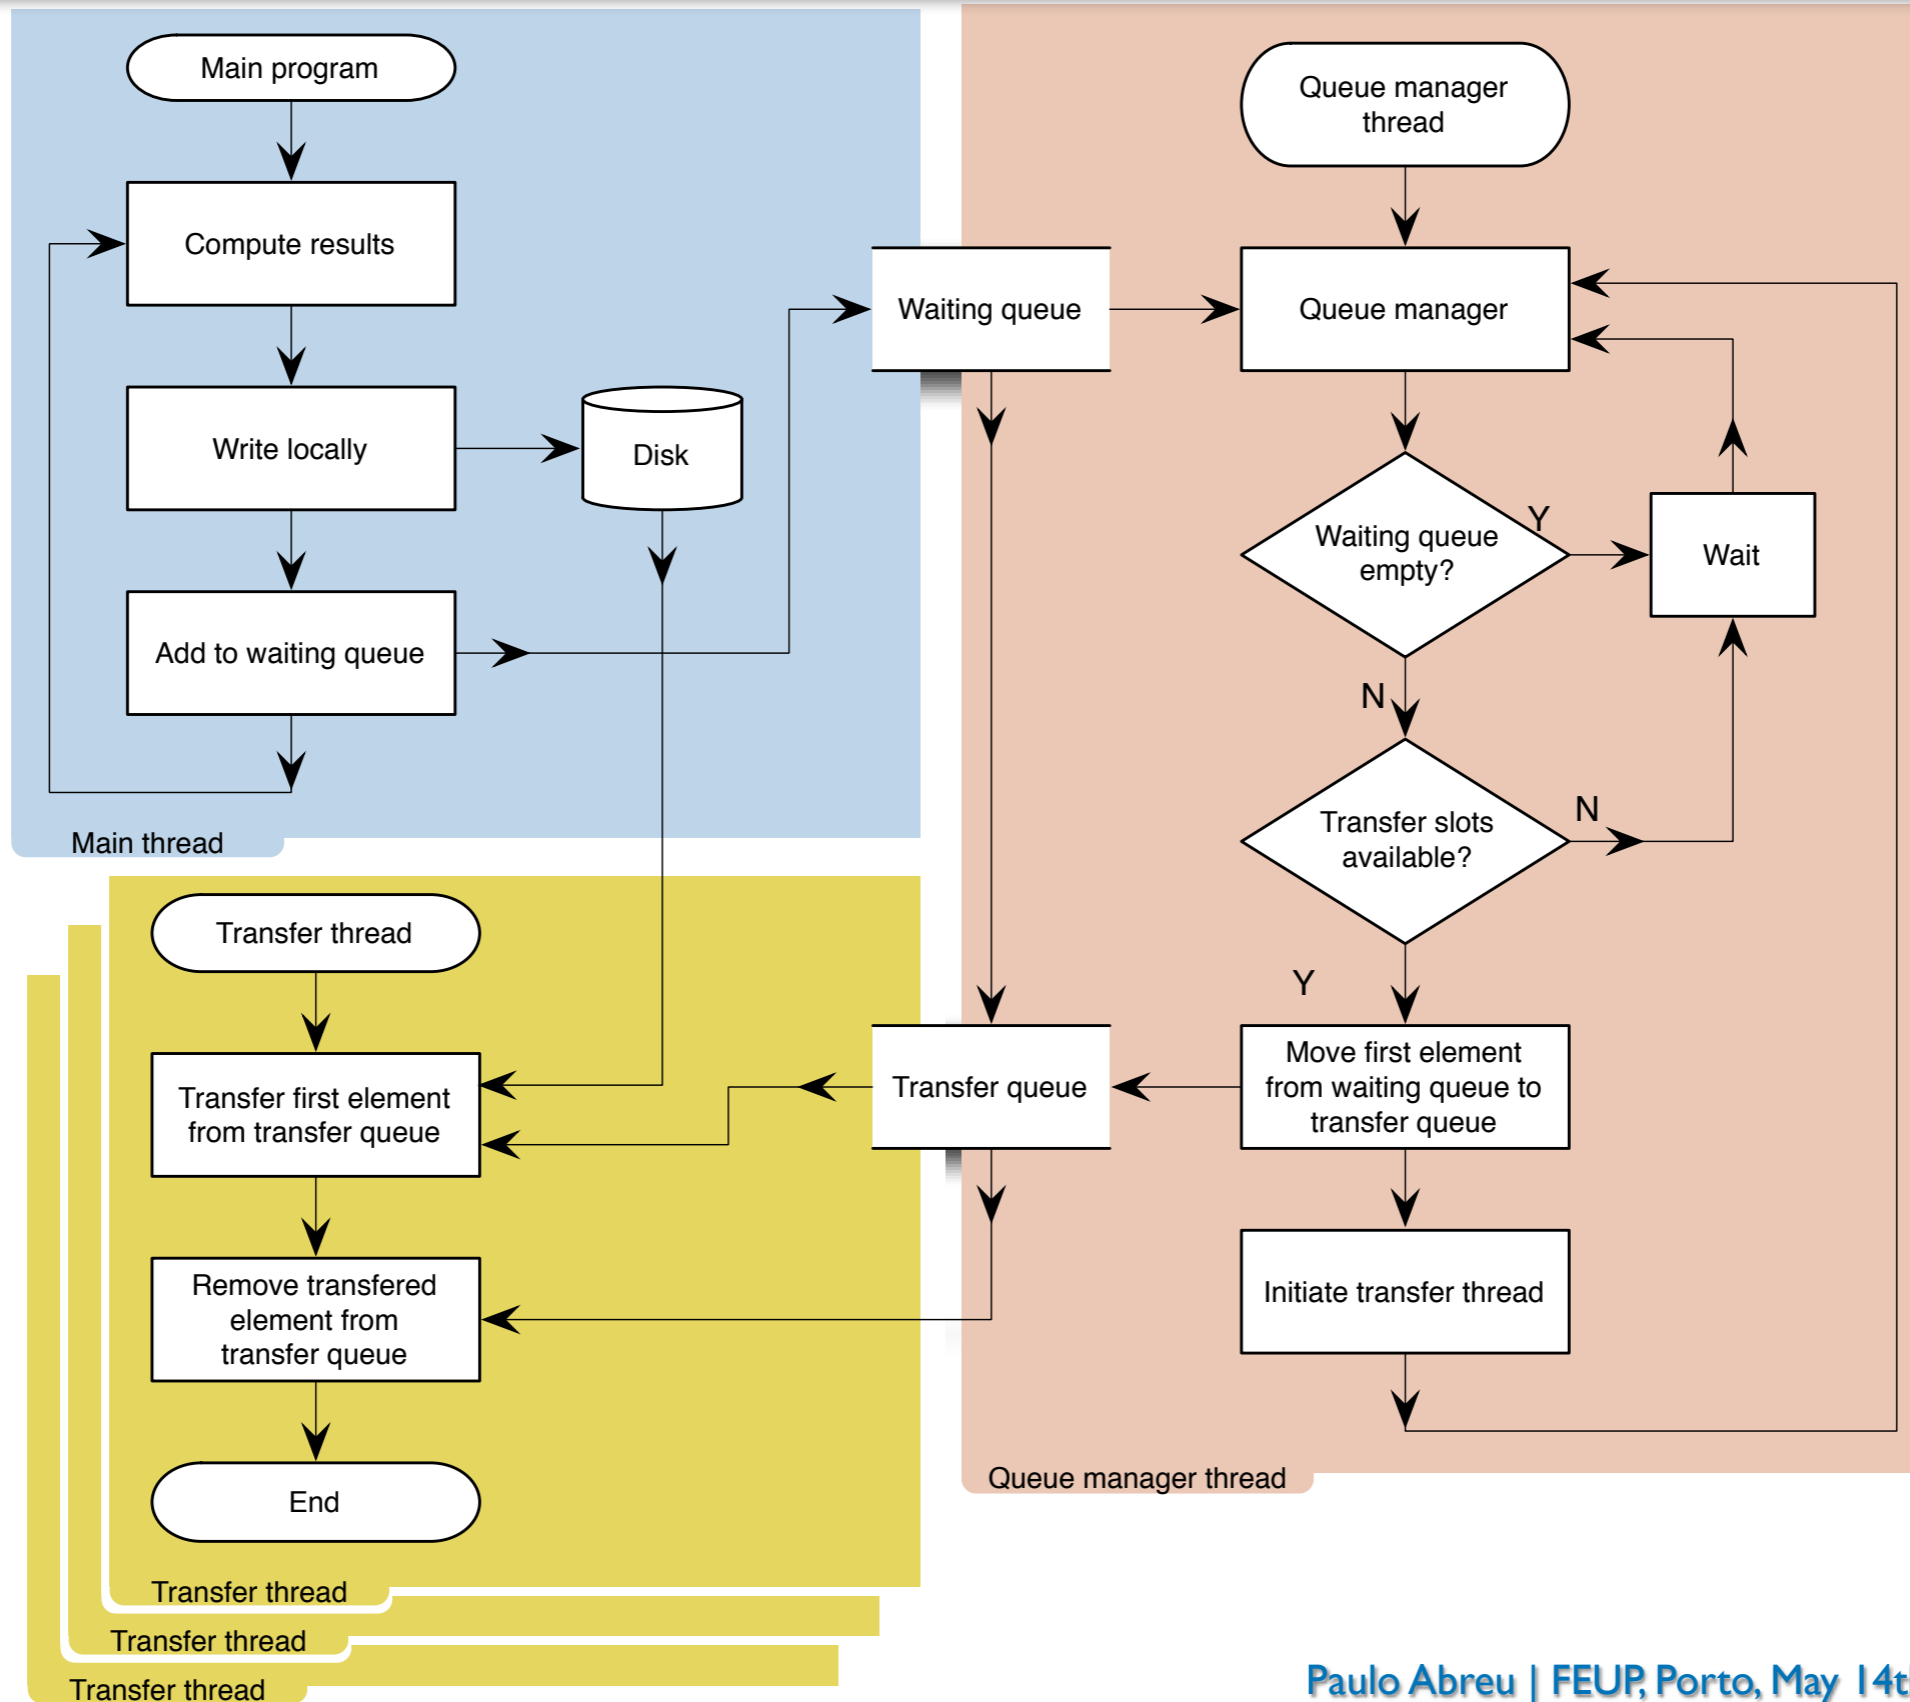 Main program
Compute results
Write locally
Disk
Add to waiting queue
Main thread
Waiting queue
Queue manager
thread
Queue manager
Waiting queue
empty?
Y
Wait
N
Transfer slots
available?
N
Y
Move first element
from waiting queue to
transfer queue
Transfer queue
Initiate transfer thread
Queue manager thread
Transfer thread
Transfer first element
from transfer queue
Remove transfered
element from
transfer queue
End
Transfer thread
Transfer thread
Transfer thread
Paulo Abreu | FEUP, Porto, May 14t